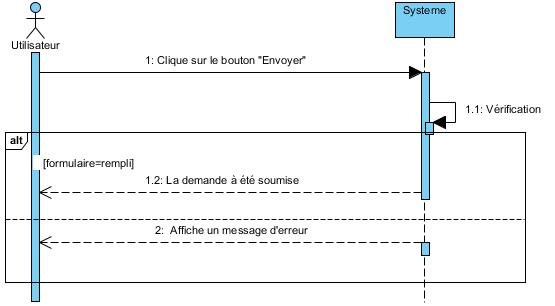 Utilisateur
Systeme
1: Clique sur le bouton "Envoyer"
1.1: Vérification
alt
[formulaire=rempli]
1.2: La demande à été soumise
2: Affiche un message d'erreur